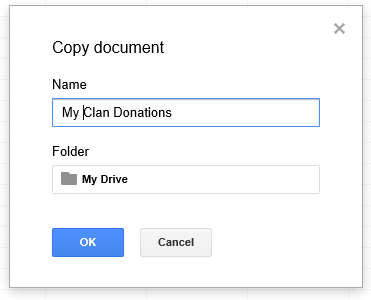 Copy document
Name
My Clan Donations
Folder
My Drive
OK Cancel